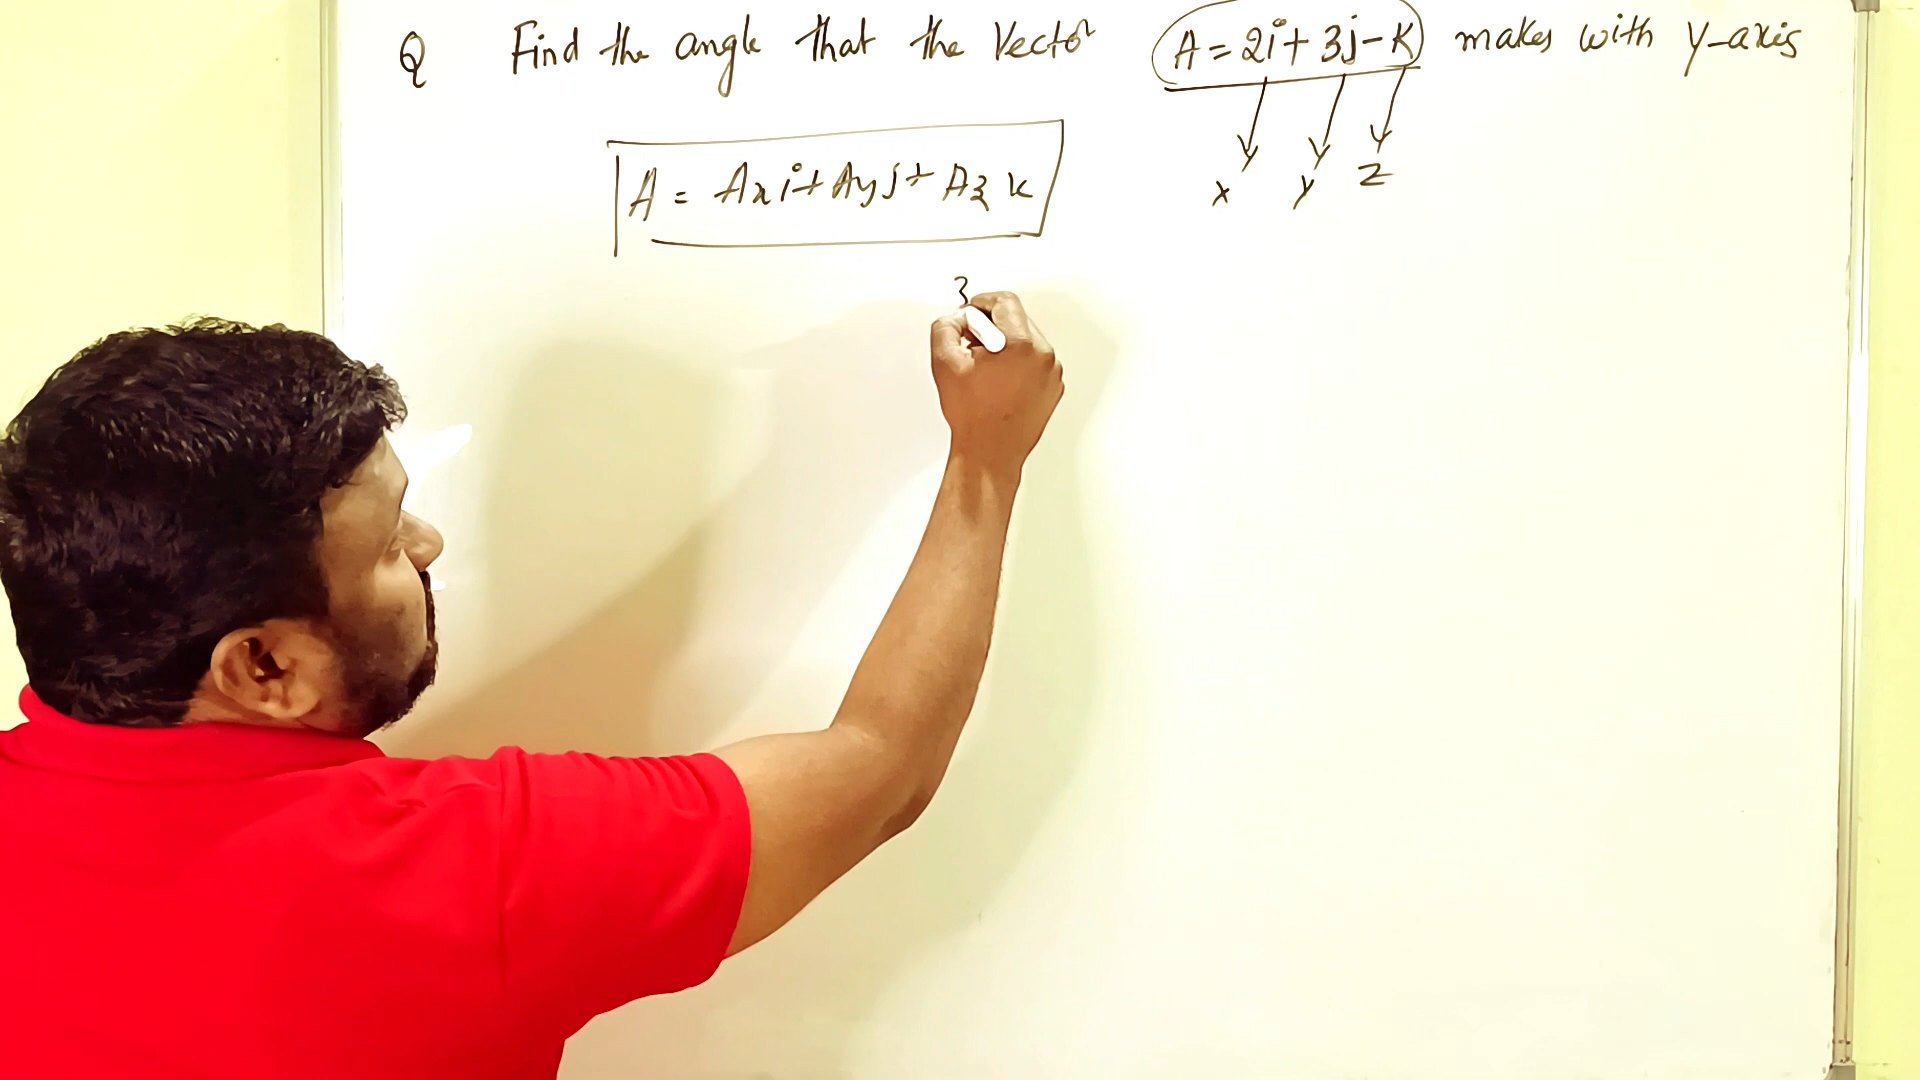 Q Find the angle that the Vector A = 2i + 3j - K makes with Y-axis
x y Z
A = Axi + Ayj + Az k
3